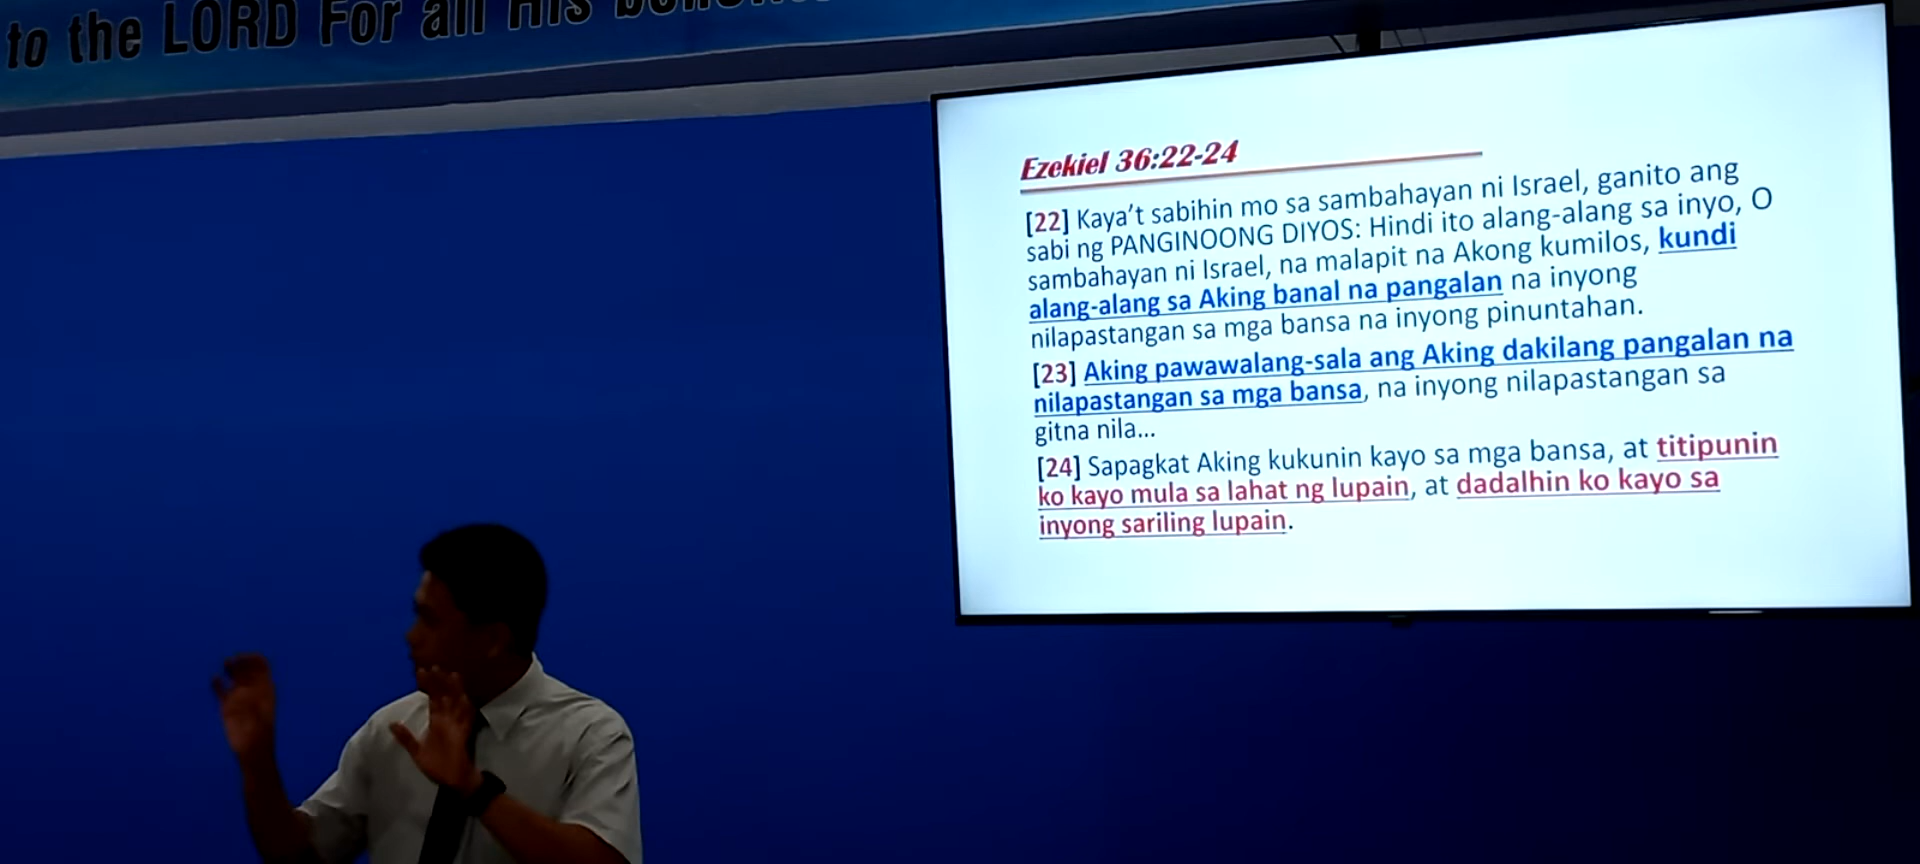 to the LORD For all His
Ezekiel 36:22-24
[22] Kaya't sabihin mo sa sambahayan ni Israel, ganito ang
sabi ng PANGINOONG DIYOS: Hindi ito alang-alang sa inyo, O
sambahayan ni Israel, na malapit na Akong kumilos, kundi
alang-alang sa Aking banal na pangalan na inyong
nilapastangan sa mga bansa na inyong pinuntahan.
[23] Aking pawawalang-sala ang Aking dakilang pangalan na
nilapastangan sa mga bansa, na inyong nilapastangan sa
gitna nila...
[24] Sapagkat Aking kukunin kayo sa mga bansa, at titipunin
ko kayo mula sa lahat ng lupain, at dadalhin ko kayo sa
inyong sariling lupain.